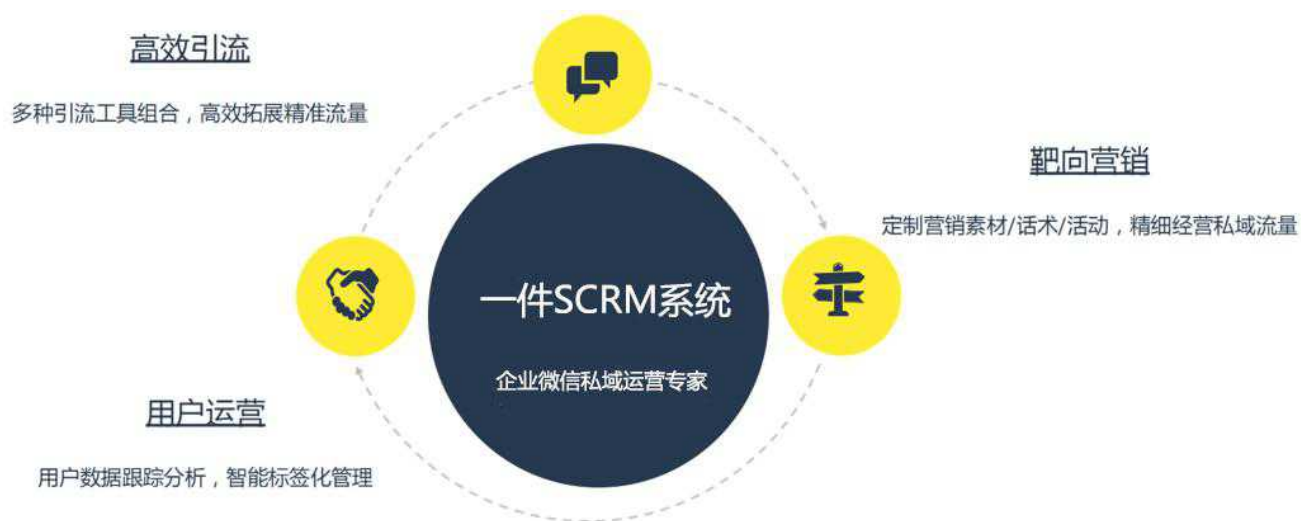 高效引流
多种引流工具组合，高效拓展精准流量
靶向营销
定制营销素材/话术/活动，精细经营私域流量
一件SCRM系统
企业微信私域运营专家
用户运营
用户数据跟踪分析，智能标签化管理